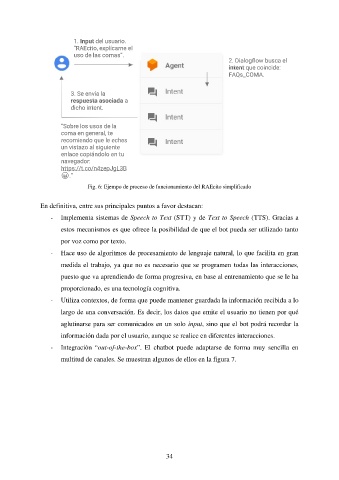 1. Input del usuario.
"RAEcito, explícame el
uso de las comas".
Agent
2. Dialogflow busca el
intent que coincide:
FAQs_COMA.
3. Se envía la
respuesta asociada a
dicho intent.
Intent
Intent
Intent
"Sobre los usos de la
coma en general, te
recomiendo que le eches
un vistazo al siguiente
enlace copiándolo en tu
navegador:
😊."
Fig. 6: Ejempo de proceso de funcionamiento del RAEcito simplificado
En definitiva, entre sus principales puntos a favor destacan:
- Implementa sistemas de Speech to Text (STT) y de Text to Speech (TTS). Gracias a
estos mecanismos es que ofrece la posibilidad de que el bot pueda ser utilizado tanto
por voz como por texto.
- Hace uso de algoritmos de procesamiento de lenguaje natural, lo que facilita en gran
medida el trabajo, ya que no es necesario que se programen todas las interacciones,
puesto que va aprendiendo de forma progresiva, en base al entrenamiento que se le ha
proporcionado, es una tecnología cognitiva.
- Utiliza contextos, de forma que puede mantener guardada la información recibida a lo
largo de una conversación. Es decir, los datos que emite el usuario no tienen por qué
aglutinarse para ser comunicados en un solo input, sino que el bot podrá recordar la
información dada por el usuario, aunque se realice en diferentes interacciones.
- Integración "out-of-the-box". El chatbot puede adaptarse de forma muy sencilla en
multitud de canales. Se muestran algunos de ellos en la figura 7.
34